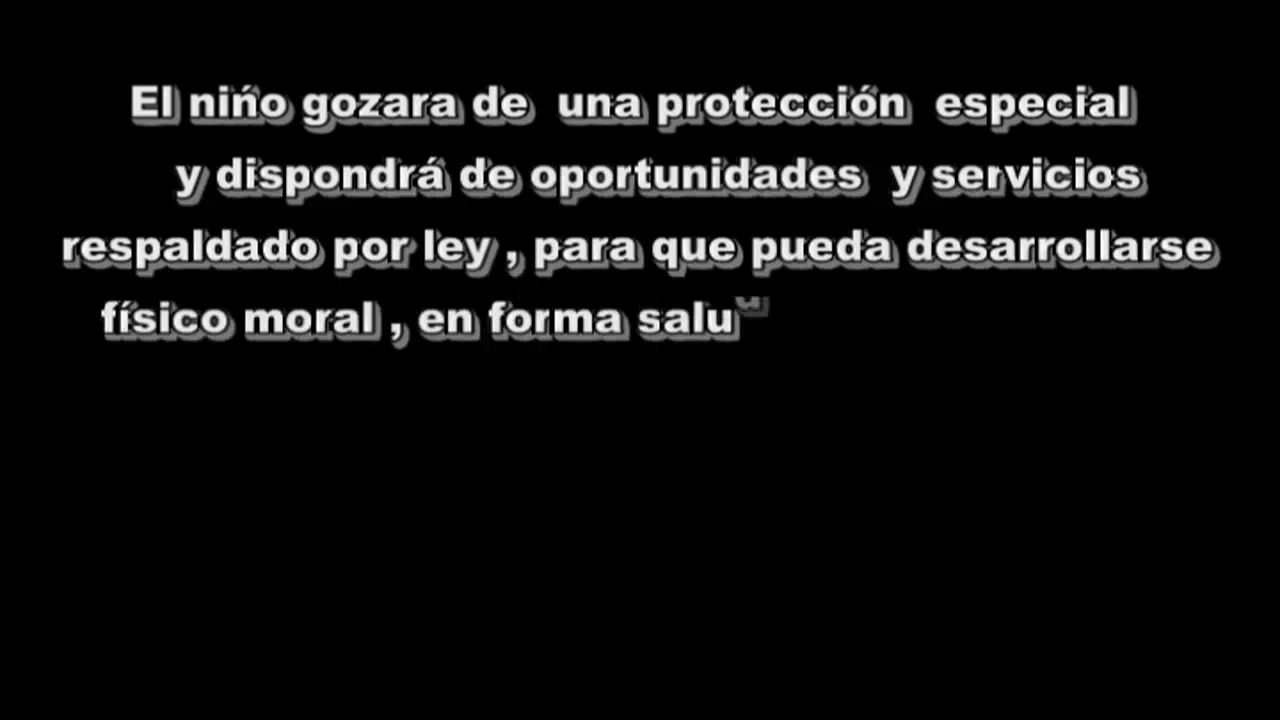 El niño gozara de una protección especial
y dispondrá de oportunidades y servicios
respaldado por ley , para que pueda desarrollarse
físico moral , en forma salu